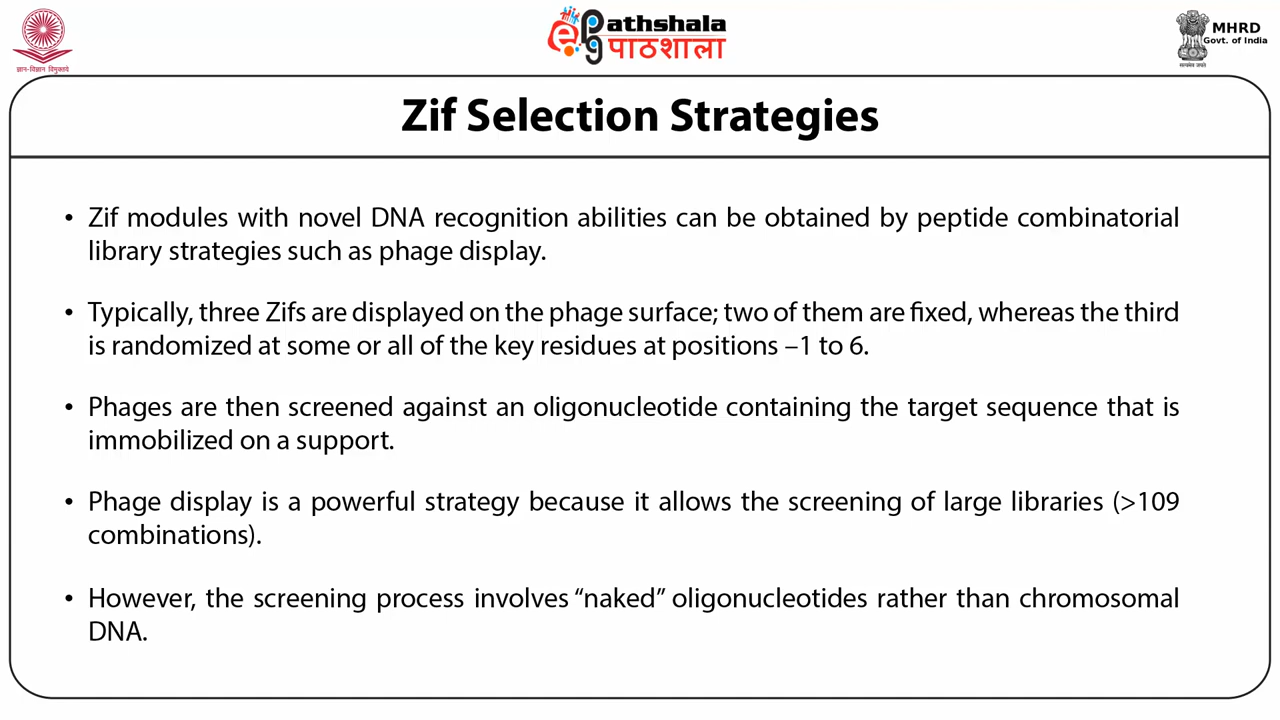 ज्ञान-विज्ञान विमुक्तये
ePathshala
पाठशाला
MHRD
Govt. of India
सत्यमेव जयते
Zif Selection Strategies
• Zif modules with novel DNA recognition abilities can be obtained by peptide combinatorial
library strategies such as phage display.
• Typically, three Zifs are displayed on the phage surface; two of them are fixed, whereas the third
is randomized at some or all of the key residues at positions –1 to 6.
• Phages are then screened against an oligonucleotide containing the target sequence that is
immobilized on a support.
• Phage display is a powerful strategy because it allows the screening of large libraries (>109
combinations).
• However, the screening process involves “naked” oligonucleotides rather than chromosomal
DNA.